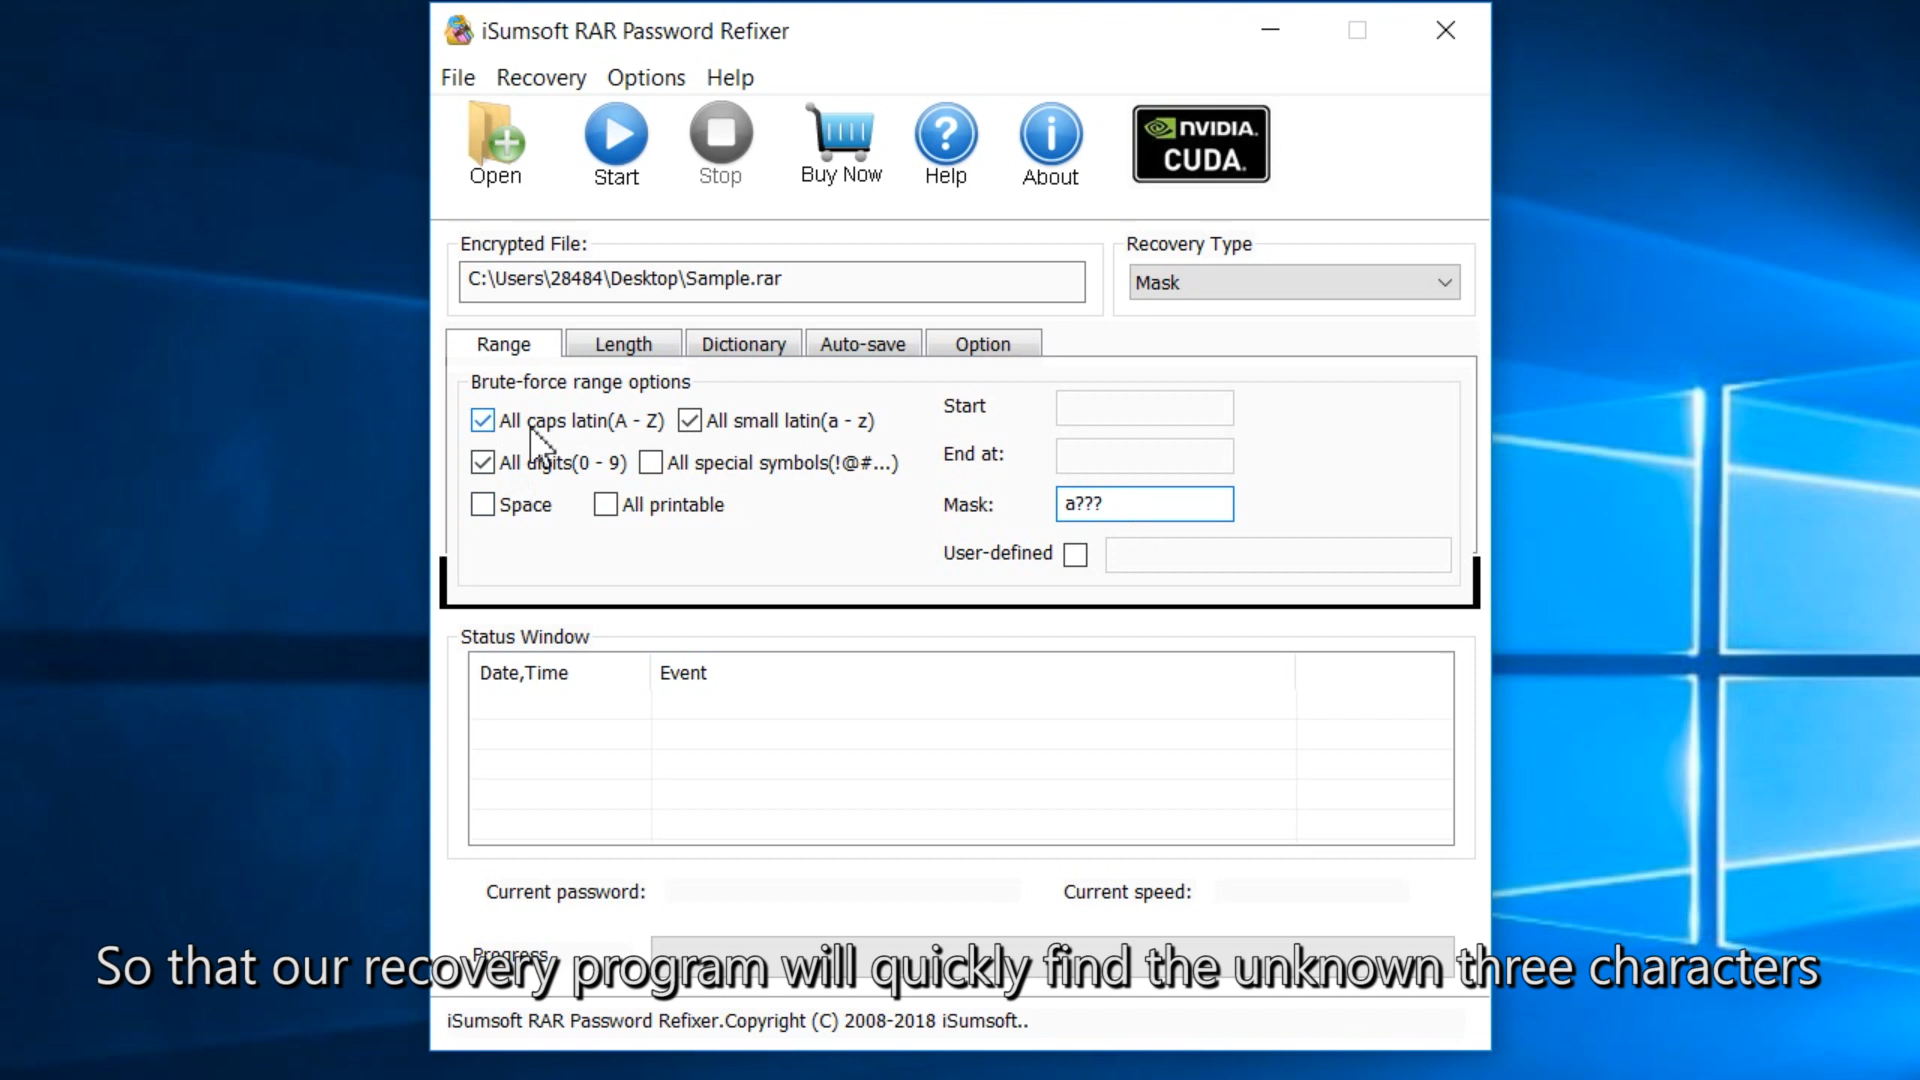 iSumsoft RAR Password Refixer
File Recovery Options Help
Open Start Stop Buy Now Help About
NVIDIA. CUDA.
Encrypted File:
C:\Users\28484\Desktop\Sample.rar
Recovery Type
Mask
Range Length Dictionary Auto-save Option
Brute-force range options
All caps latin(A - Z) All small latin(a - z)
All digits(0 - 9) All special symbols(!@#...)
Space All printable
Start
End at:
Mask: a???
User-defined
Status Window
Date,Time Event
Current password: Current speed:
Progress
So that our recovery program will quickly find the unknown three characters
iSumsoft RAR Password Refixer.Copyright (C) 2008-2018 iSumsoft..